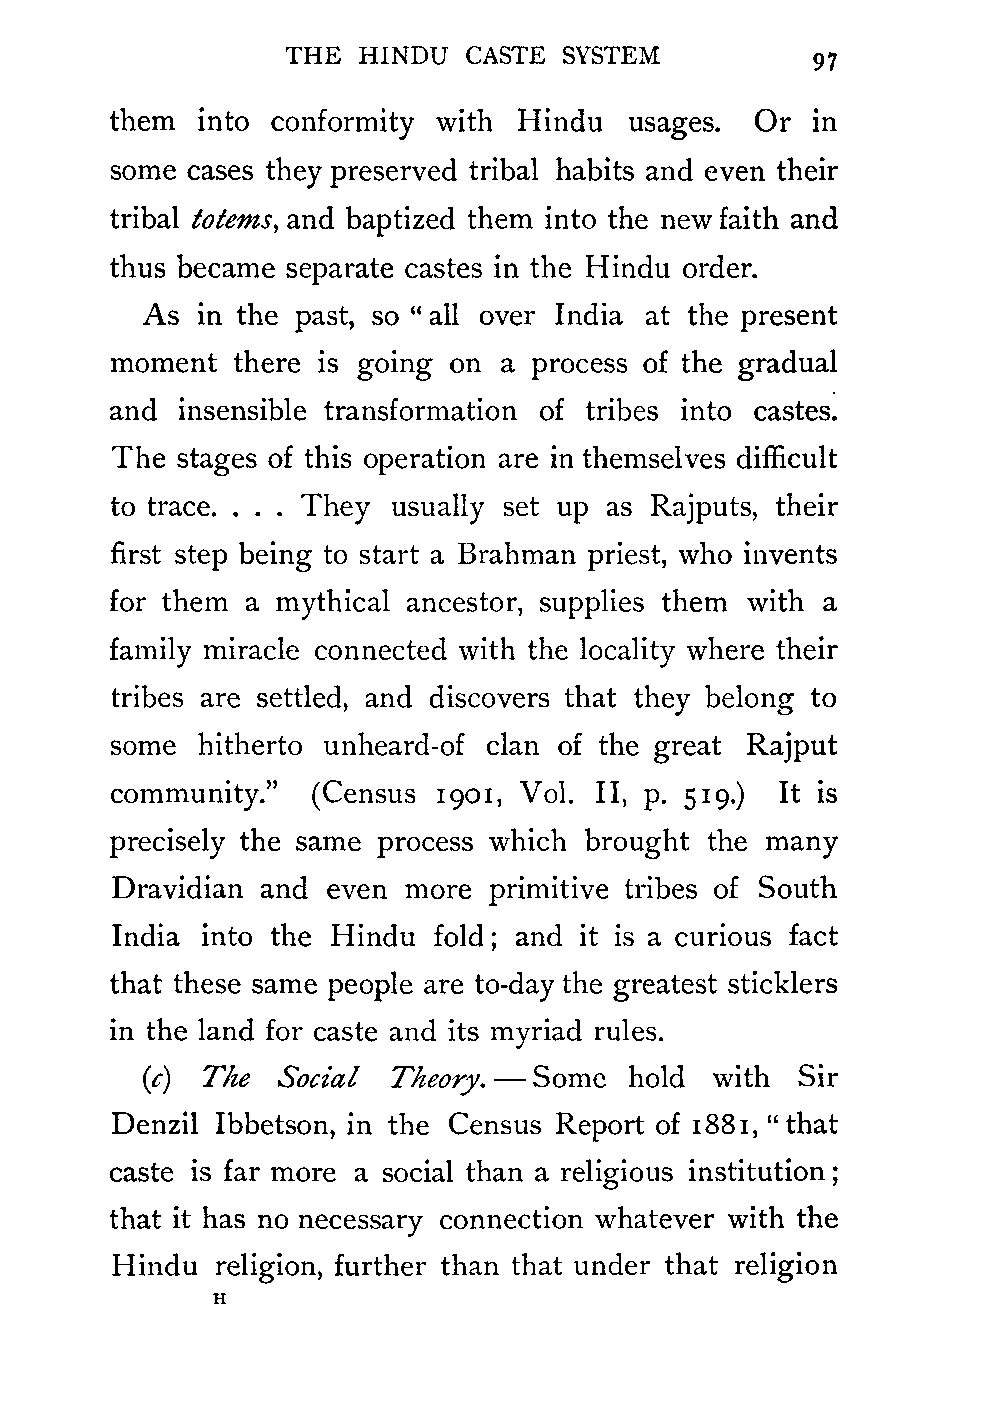 THE HINDU CASTE SYSTEM 97
them into conformity with Hindu usages. Or in
some cases they preserved tribal habits and even their
tribal totems, and baptized them into the new faith and
thus became separate castes in the Hindu order.
As in the past, so “ all over India at the present
moment there is going on a process of the gradual
and insensible transformation of tribes into castes.
The stages of this operation are in themselves difficult
to trace. . . . They usually set up as Rajputs, their
first step being to start a Brahman priest, who invents
for them a mythical ancestor, supplies them with a
family miracle connected with the locality where their
tribes are settled, and discovers that they belong to
some hitherto unheard-of clan of the great Rajput
community.” (Census 1901, Vol. II, p. 519.) It is
precisely the same process which brought the many
Dravidian and even more primitive tribes of South
India into the Hindu fold ; and it is a curious fact
that these same people are to-day the greatest sticklers
in the land for caste and its myriad rules.
(c) The Social Theory. — Some hold with Sir
Denzil Ibbetson, in the Census Report of 1881, “ that
caste is far more a social than a religious institution ;
that it has no necessary connection whatever with the
Hindu religion, further than that under that religion
H